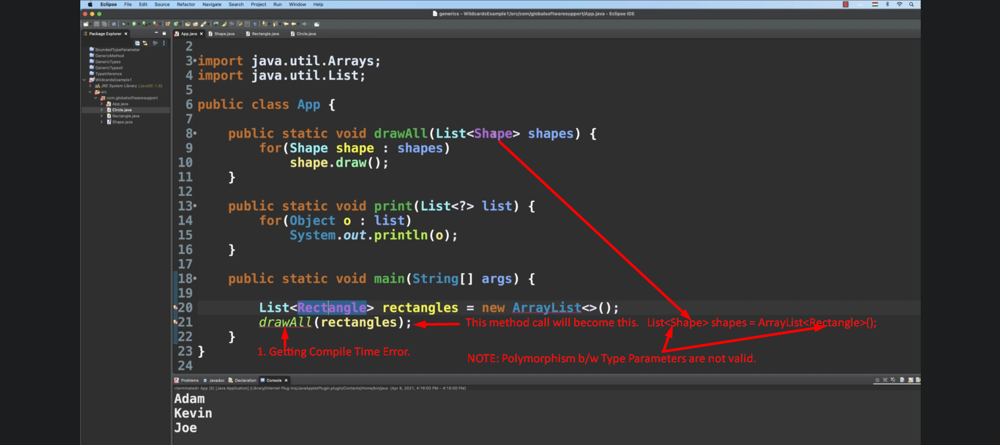 Eclipse File Edit Source Refactor Navigate Search Project Run Window Help
generics - WildcardsExample1/src/com/globalsoftwaresupport/App.java - Eclipse IDE
Package Explorer
App.java Shape.java Rectangle.java Circle.java
BoundedTypeParameter
GenericMethod
GenericTypes
GenericTypesII
TypeInference
WildcardsExample1
JRE System Library [JavaSE-1.8]
src
com.globalsoftwaresupport
App.java
Circle.java
Rectangle.java
Shape.java
2
3 import java.util.Arrays;
4 import java.util.List;
5
6 public class App {
7
8 public static void drawAll(List<Shape> shapes) {
9 for(Shape shape : shapes)
10 shape.draw();
11 }
12
13 public static void print(List<?> list) {
14 for(Object o : list)
15 System.out.println(o);
16 }
17
18 public static void main(String[] args) {
19
20 List<Rectangle> rectangles = new ArrayList<>();
21 drawAll(rectangles); This method call will become this. List<Shape> shapes = ArrayList<Rectangle>();
22 }
23 } 1. Getting Compile Time Error. NOTE: Polymorphism b/w Type Parameters are not valid.
24
Problems Javadoc Declaration Console
<terminated> App (5) [Java Application] /Library/Internet Plug-Ins/JavaAppletPlugin.plugin/Contents/Home/bin/java (Apr 8, 2021, 4:16:00 PM – 4:16:00 PM)
Adam
Kevin
Joe